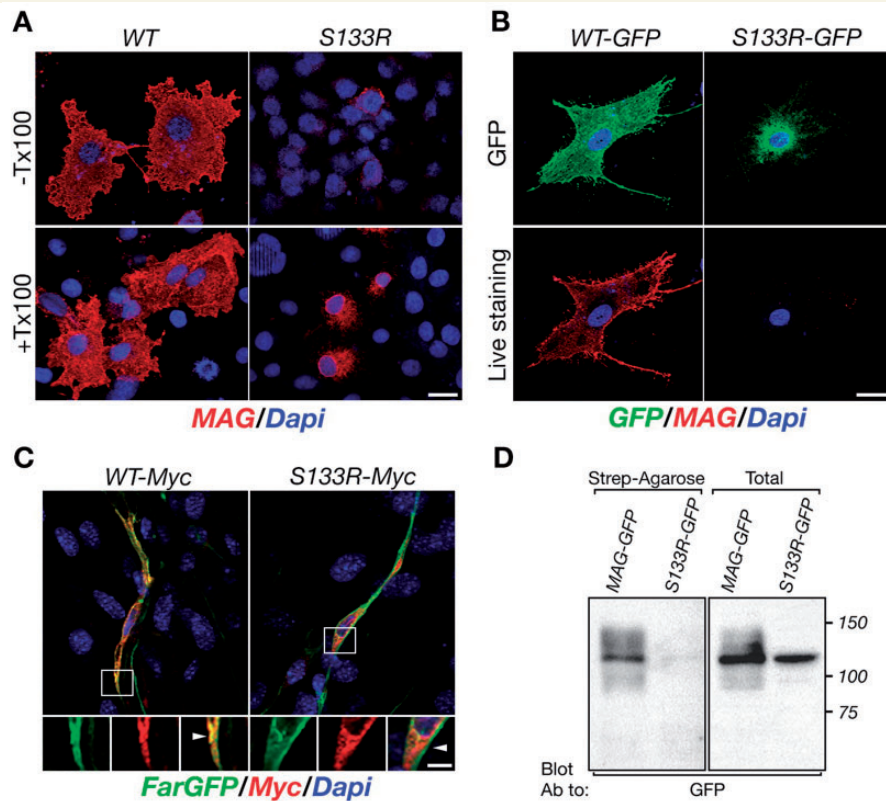 A
WT
S133R
-Tx100
+Tx100
MAG/Dapi
B
WT-GFP
S133R-GFP
GFP
Live staining
GFP/MAG/Dapi
C
WT-Myc
S133R-Myc
FarGFP/Myc/Dapi
D
Strep-Agarose
Total
MAG-GFP
S133R-GFP
MAG-GFP
S133R-GFP
150
100
75
Blot
Ab to:
GFP